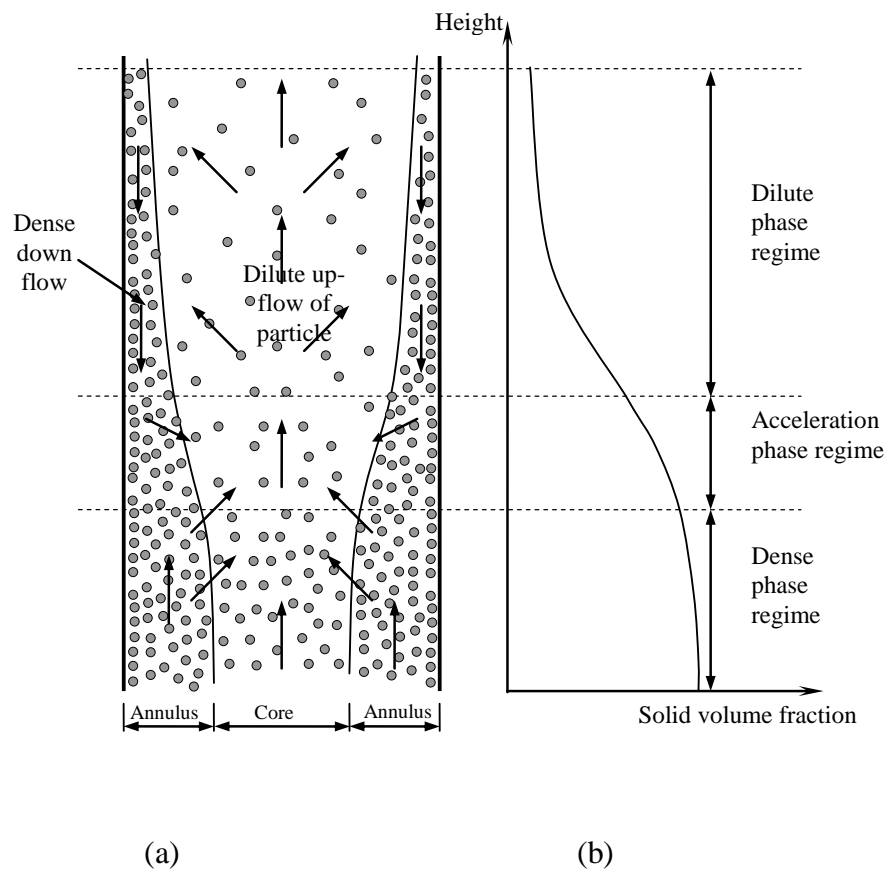 Height
Dense
down
flow
Dilute up-
flow of
particle
Dilute
phase
regime
Acceleration
phase regime
Dense
phase
regime
Annulus
Core
Annulus
Solid volume fraction
(a)
(b)